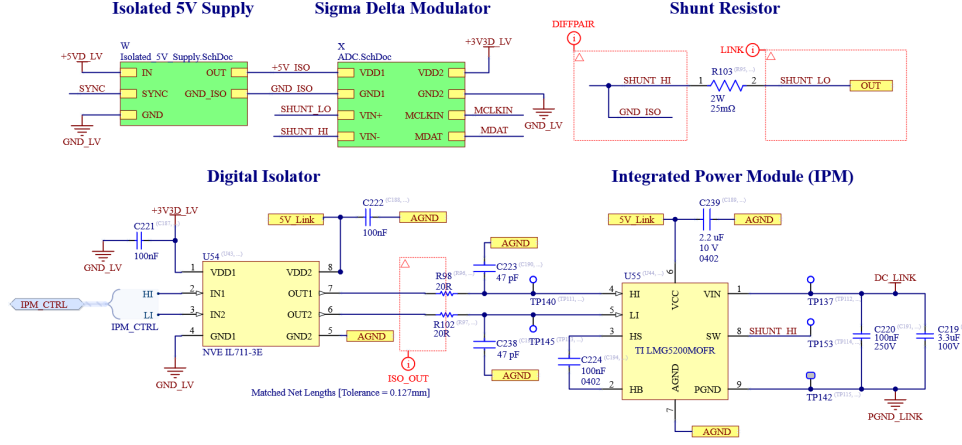 Isolated 5V Supply
Sigma Delta Modulator
Shunt Resistor
W
Isolated_5V_Supply.SchDoc
+5VD_LV
IN
OUT
SYNC
SYNC
GND_ISO
GND
GND_LV
+5V_ISO
GND_ISO
SHUNT_LO
SHUNT_HI
X
ADC.SchDoc
+3V3D_LV
VDD1
VDD2
GND1
GND2
VIN+
MCLKIN
VIN-
MDAT
MCLKIN
GND_LV
MDAT
DIFFPAIR
i
LINK
i
SHUNT_HI
1
R103
2
SHUNT_LO
OUT
2W
25mΩ
GND_ISO
Digital Isolator
Integrated Power Module (IPM)
+3V3D_LV
C221
100nF
GND_LV
5V_Link
C222
100nF
AGND
U54
1
VDD1
VDD2
8
HI
2
IN1
OUT1
7
LI
3
IN2
OUT2
6
4
GND1
GND2
5
AGND
NVE IL711-3E
IPM_CTRL
IPM_CTRL
GND_LV
R98
20R
R102
20R
i
ISO_OUT
Matched Net Lengths [Tolerance = 0.127mm]
AGND
C223
47 pF
C238
47 pF
AGND
TP140
TP145
5V_Link
C239
2.2 uF
10 V
0402
AGND
U55
6
VCC
4
HI
VIN
1
5
LI
3
HS
SW
8
SHUNT_HI
TI LMG5200MOFR
2
HB
AGND
PGND
9
7
AGND
C224
100nF
0402
TP137
TP153
TP142
DC_LINK
C220
100nF
250V
C219
3.3uF
100V
PGND_LINK